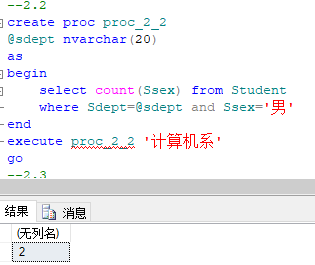 --2.2
create proc proc_2_2
@sdept nvarchar(20)
as
begin
select count(Ssex) from Student
where Sdept=@sdept and Ssex='男'
end
execute proc_2_2 '计算机系'
go
--2.3
结果 消息
(无列名)
2